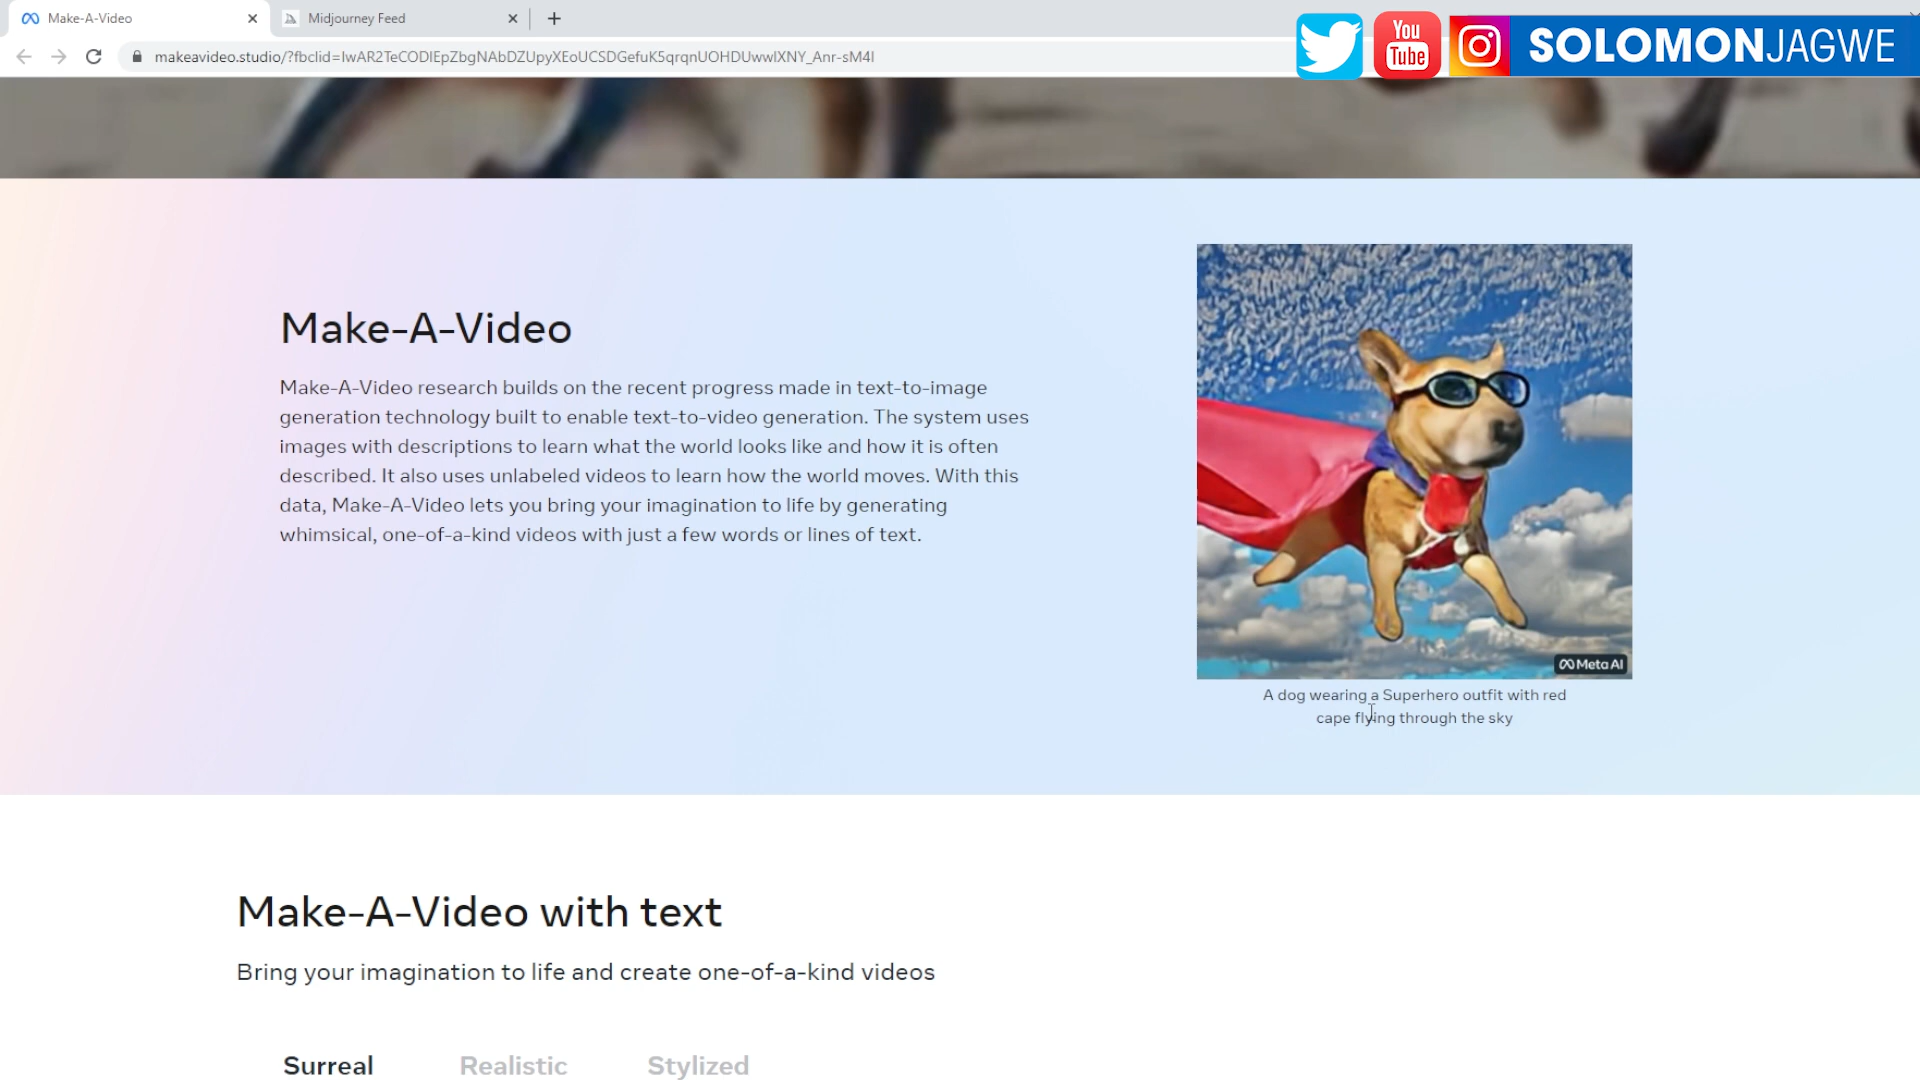 Make-A-Video
Midjourney Feed
makeavideo.studio/?fbclid=IwAR2TeCODIEpZbgNAbDZUpyXEoUCSDGefuK5qrqnUOHDUwwlXNY_Anr-sM4I
You
Tube
SOLOMONJAGWE
Make-A-Video
Make-A-Video research builds on the recent progress made in text-to-image
generation technology built to enable text-to-video generation. The system uses
images with descriptions to learn what the world looks like and how it is often
described. It also uses unlabeled videos to learn how the world moves. With this
data, Make-A-Video lets you bring your imagination to life by generating
whimsical, one-of-a-kind videos with just a few words or lines of text.
Meta AI
A dog wearing a Superhero outfit with red
cape flying through the sky
Make-A-Video with text
Bring your imagination to life and create one-of-a-kind videos
Surreal
Realistic
Stylized